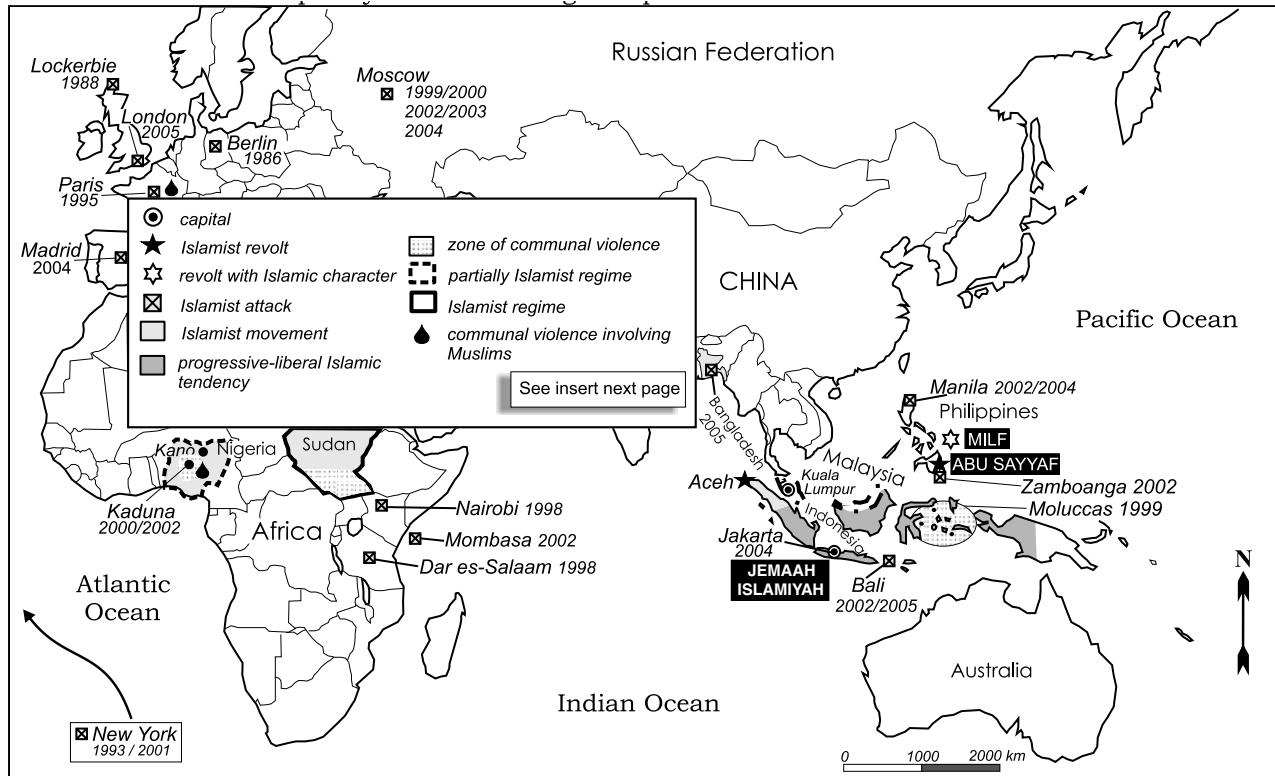 Russian Federation
Lockerbie
1988
Moscow
1999/2000
2002/2003
2004
London
2005
Berlin
1986
Paris
1995
Madrid
2004
capital
Islamist revolt
revolt with Islamic character
Islamist attack
Islamist movement
progressive-liberal Islamic
tendency
zone of communal violence
partially Islamist regime
Islamist regime
communal violence involving
Muslims
See insert next page
CHINA
Pacific Ocean
Bangladesh
2005
Manila 2002/2004
Philippines
MILF
ABU SAYYAF
Zamboanga 2002
Moluccas 1999
Malaysia
Kuala
Lumpur
Aceh
Indonesia
Jakarta
2004
JEMAAH
ISLAMIYAH
Bali
2002/2005
Kano
Nigeria
Sudan
Kaduna
2000/2002
Africa
Nairobi 1998
Mombasa 2002
Dar es-Salaam 1998
Atlantic
Ocean
New York
1993 / 2001
Indian Ocean
Australia
N
0 1000 2000 km